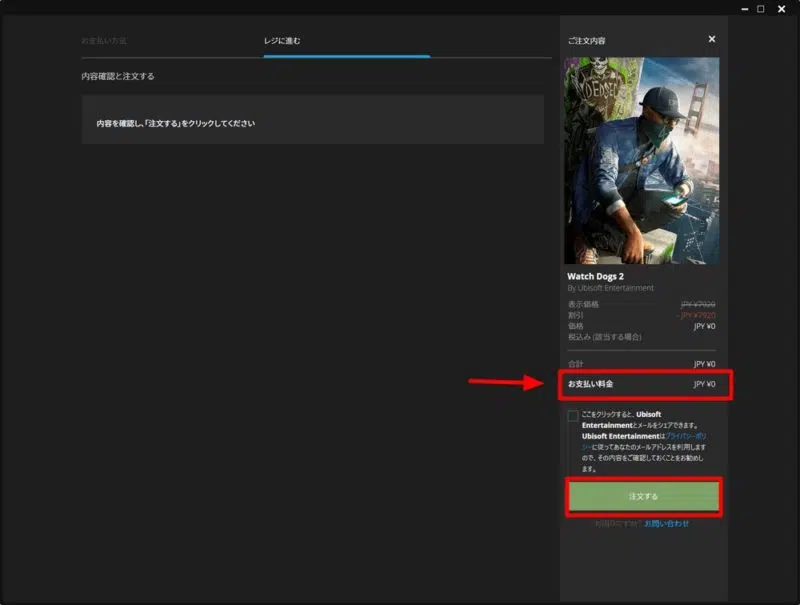 お支払い方法
レジに進む
内容確認と注文する
内容を確認し、「注文する」をクリックしてください
ご注文内容
DEDSEC
Watch Dogs 2
By Ubisoft Entertainment
表示価格 JPY ¥7920
割引 - JPY ¥7920
価格 JPY ¥0
税込み (該当する場合)
合計 JPY ¥0
お支払い料金 JPY ¥0
ここをクリックすると、Ubisoft
Entertainmentとメールをシェアできます。
Ubisoft Entertainmentはプライバシーポリ
シーに従ってあなたのメールアドレスを利用します
ので、その内容をご確認しておくことをお勧めし
ます。
注文する
お困りですか? お問い合わせ